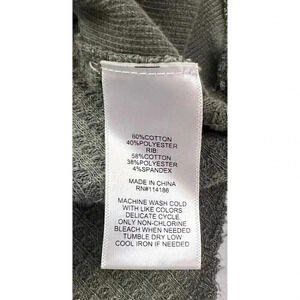 60%COTTON
40%POLYESTER
RIB:
58%COTTON
38%POLYESTER
4%SPANDEX
MADE IN CHINA
RN#114186
MACHINE WASH COLD
WITH LIKE COLORS
DELICATE CYCLE.
ONLY NON-CHLORINE
BLEACH WHEN NEEDED
TUMBLE DRY LOW
COOL IRON IF NEEDED